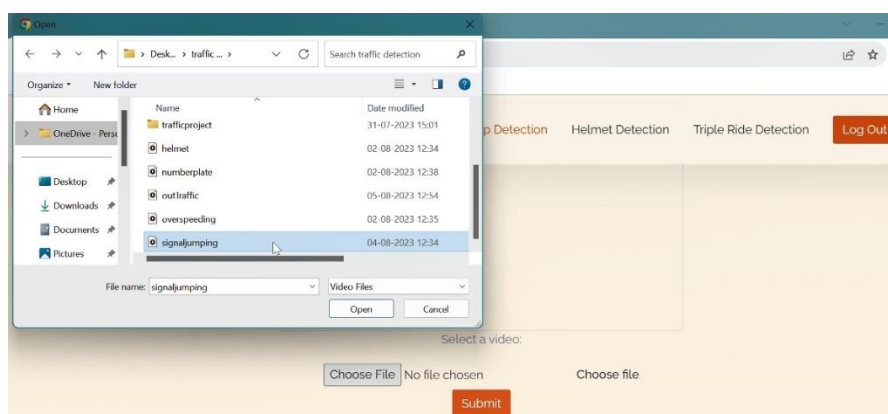 Open
Desk... › traffic ... ›
Search traffic detection
Organize
New folder
Home
OneDrive - Perso
Desktop
Downloads
Documents
Pictures
Name
Date modified
trafficproject
31-07-2023 15:01
helmet
02-08-2023 12:34
numberplate
02-08-2023 12:38
outTraffic
05-08-2023 12:54
overspeeding
02-08-2023 12:35
signaljumping
04-08-2023 12:34
File name: signaljumping
Video Files
Open
Cancel
p Detection
Helmet Detection
Triple Ride Detection
Log Out
Select a video:
Choose File No file chosen
Choose file
Submit